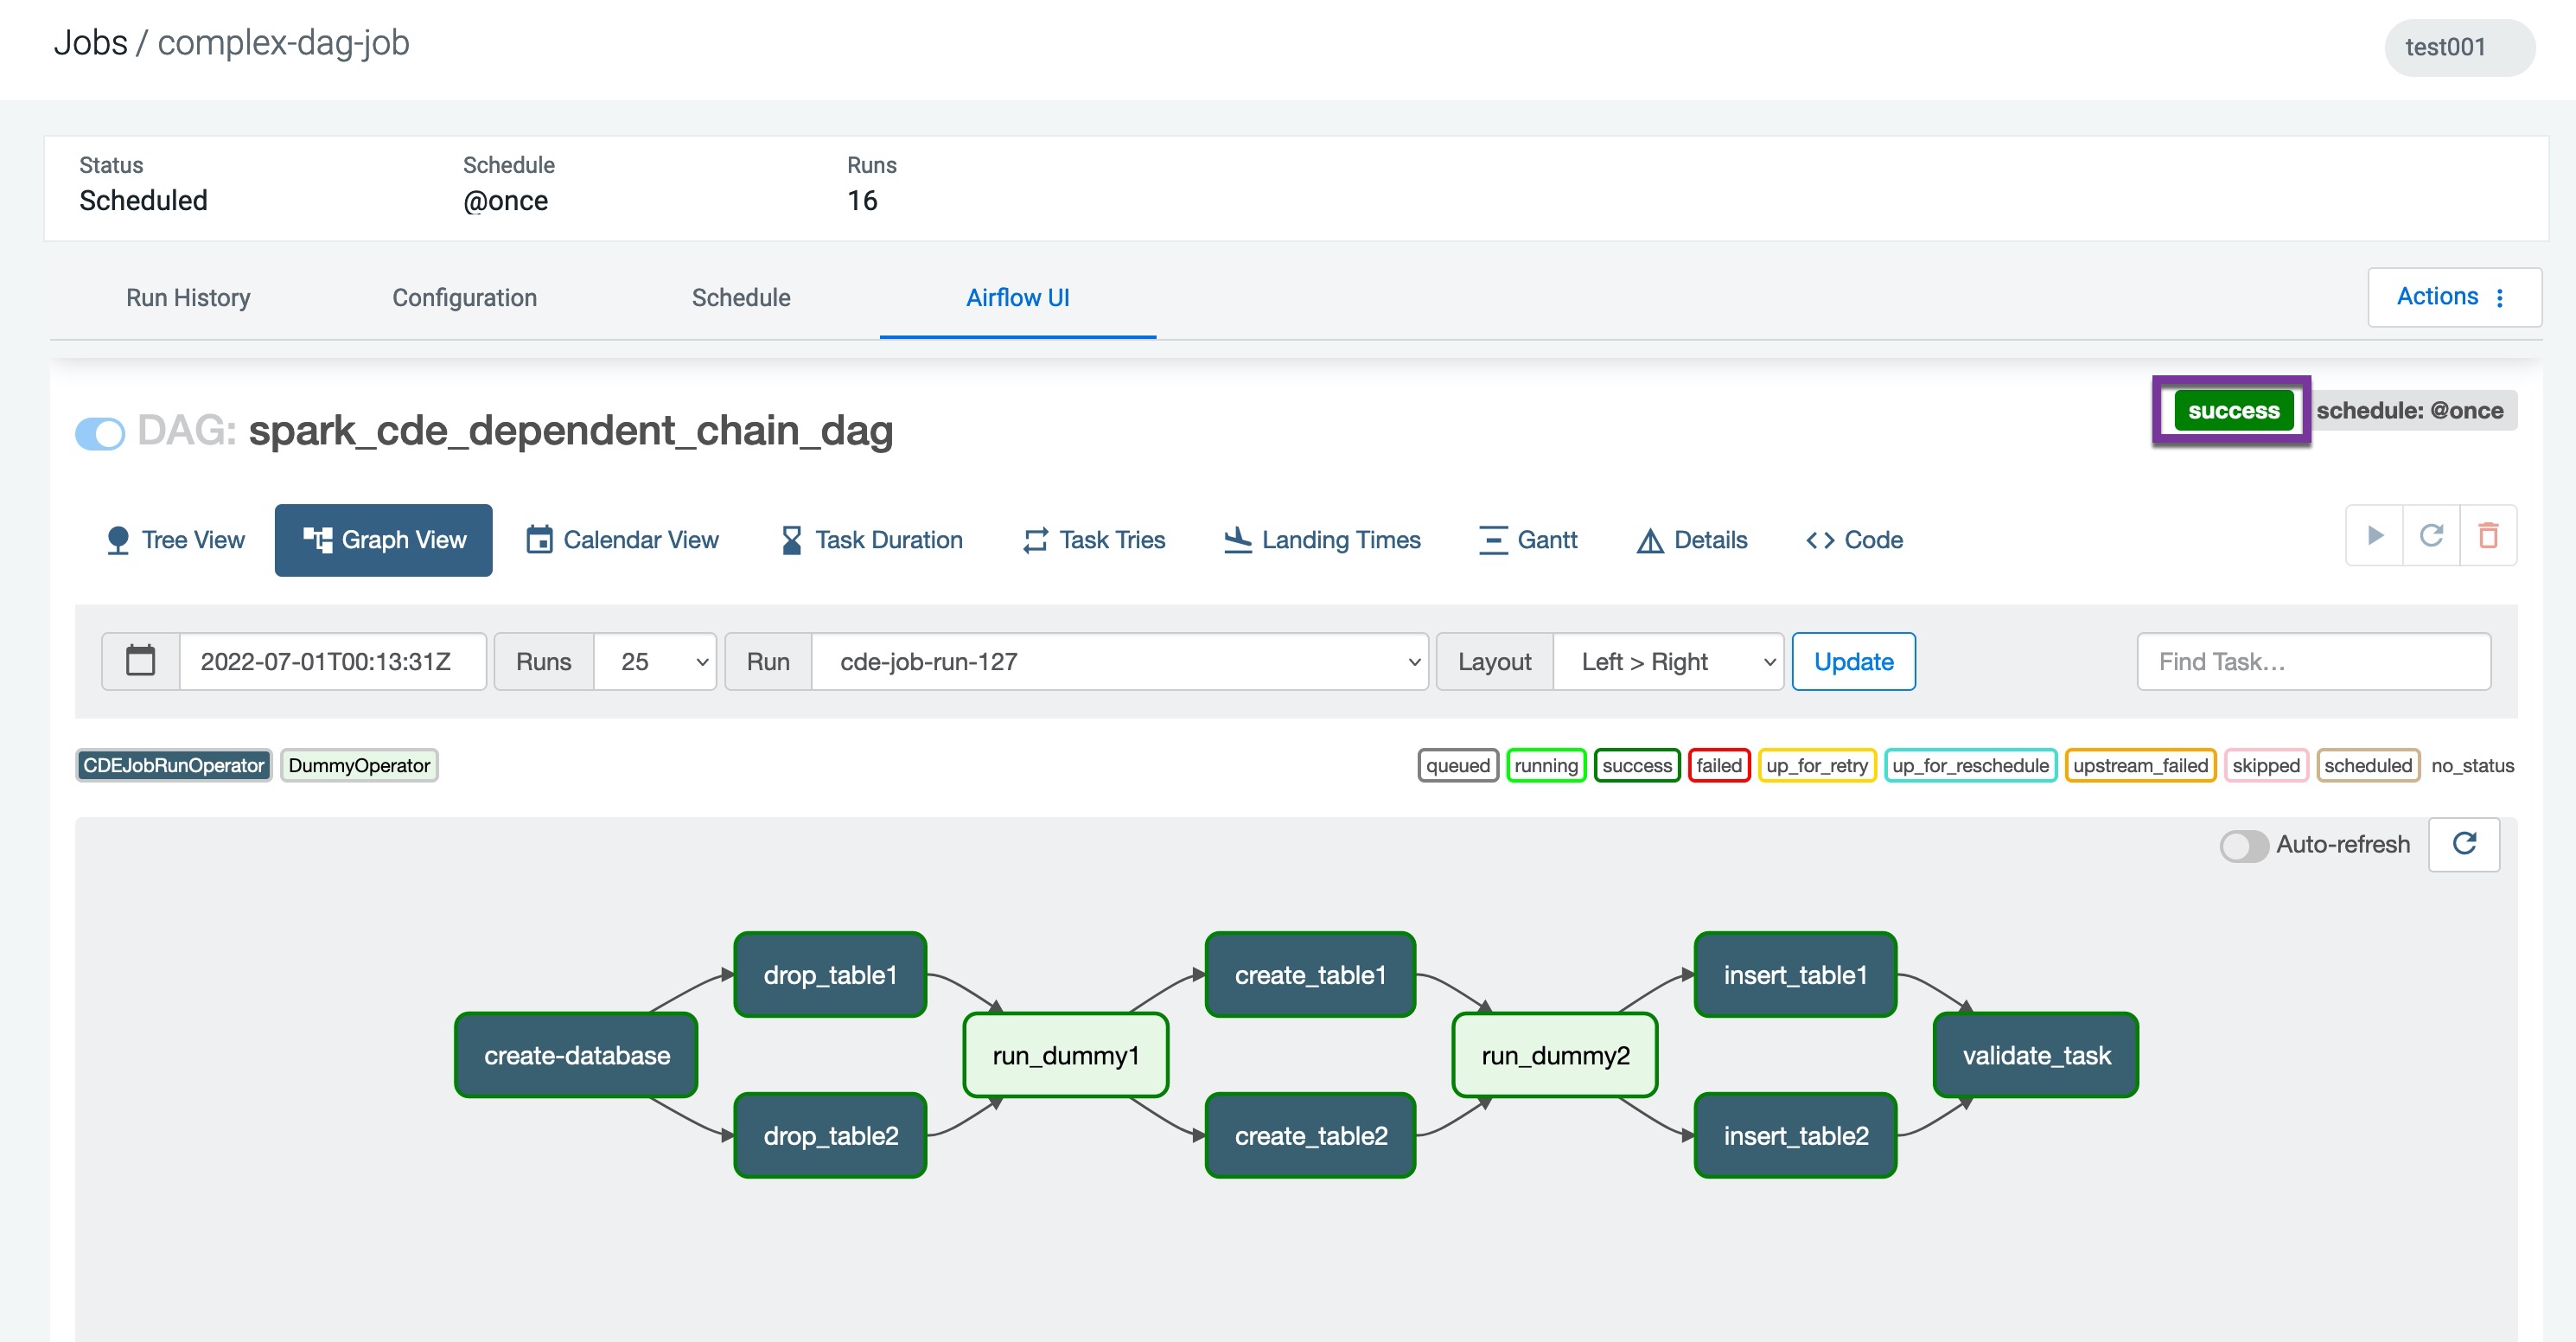 Jobs / complex-dag-job
test001
Status Schedule Runs
Scheduled @once 16
Run History Configuration Schedule Airflow UI Actions
success schedule: @once
DAG: spark_cde_dependent_chain_dag
Tree View Graph View Calendar View Task Duration Task Tries Landing Times Gantt Details Code
2022-07-01T00:13:31Z Runs 25 Run cde-job-run-127 Layout Left > Right Update Find Task...
CDEJobRunOperator DummyOperator queued running success failed up_for_retry up_for_reschedule upstream_failed skipped scheduled no_status
Auto-refresh
drop_table1 create_table1 insert_table1
create-database run_dummy1 run_dummy2 validate_task
drop_table2 create_table2 insert_table2